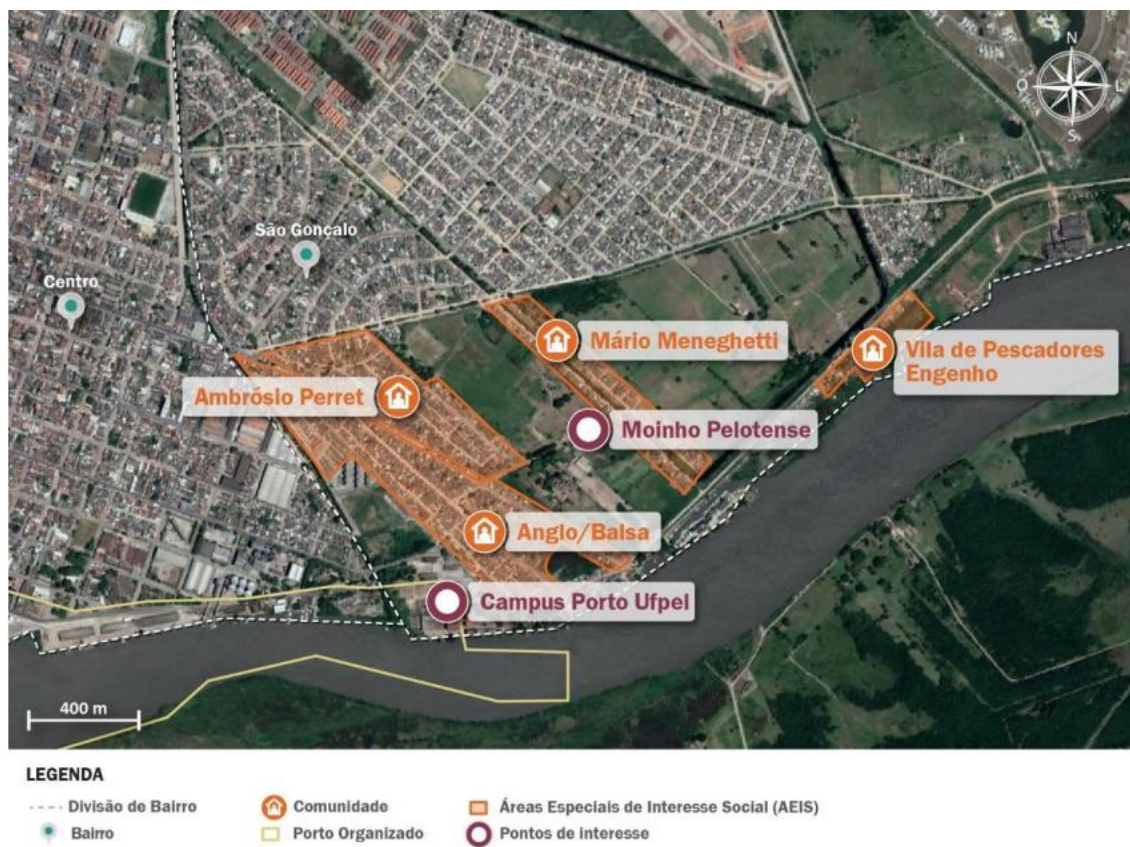 N
O
L
S
São Gonçalo
Centro
Mário Meneghetti
Vila de Pescadores
Engenho
Ambrósio Perret
Moinho Pelotense
Anglo/Balsa
Campus Porto Ufpel
400 m
LEGENDA
Divisão de Bairro
Comunidade
Áreas Especiais de Interesse Social (AEIS)
Bairro
Porto Organizado
Pontos de interesse